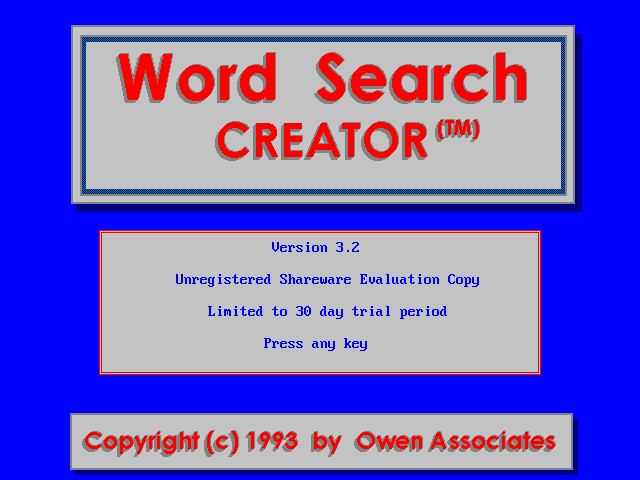 Word Search
CREATOR(TM)
Version 3.2
Unregistered Shareware Evaluation Copy
Limited to 30 day trial period
Press any key
Copyright (c) 1993 by Owen Associates